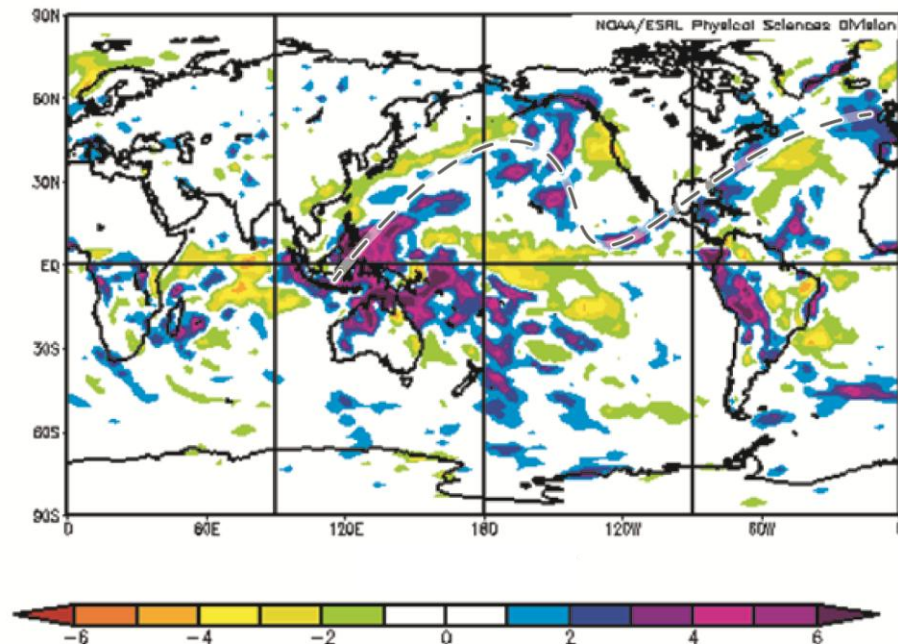 90N
NOAA/ESRL Physical Sciences Division
60N
30N
EQ
30S
60S
90S
0 60E 120E 180 120W 60W 0
-6 -4 -2 0 2 4 6